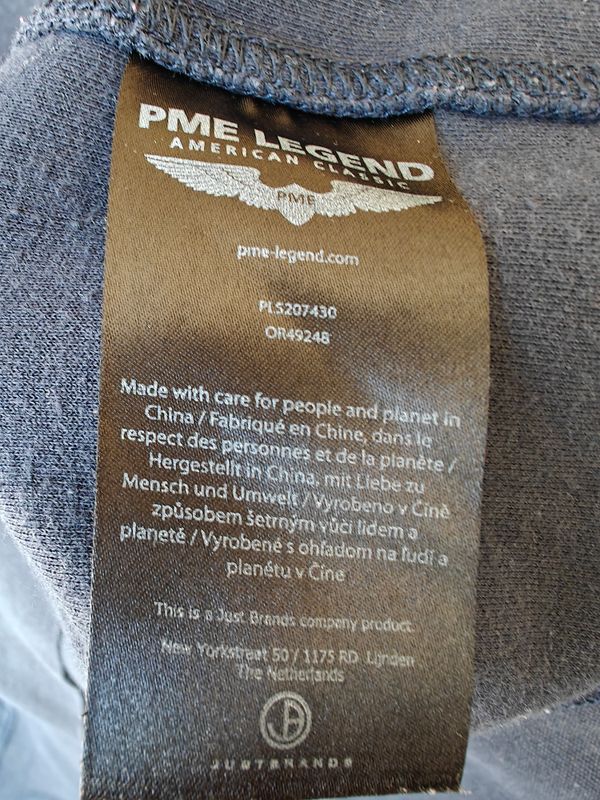 PME LEGEND
AMERICAN CLASSIC
PME
pme-legend.com
PLS207430
OR49248
Made with care for people and planet in
China / Fabriqué en Chine, dans le
respect des personnes et de la planète /
Hergestellt in China, mit Liebe zu
Mensch und Umwelt / Vyrobeno v Číně
způsobem šetrným vůči lidem a
planetě / Vyrobené s ohľadom na ľudí a
planétu v Číne
This is a Just Brands company product.
New Yorkstraat 50 / 1175 RD Lijnden
The Netherlands
JUSTBRANDS